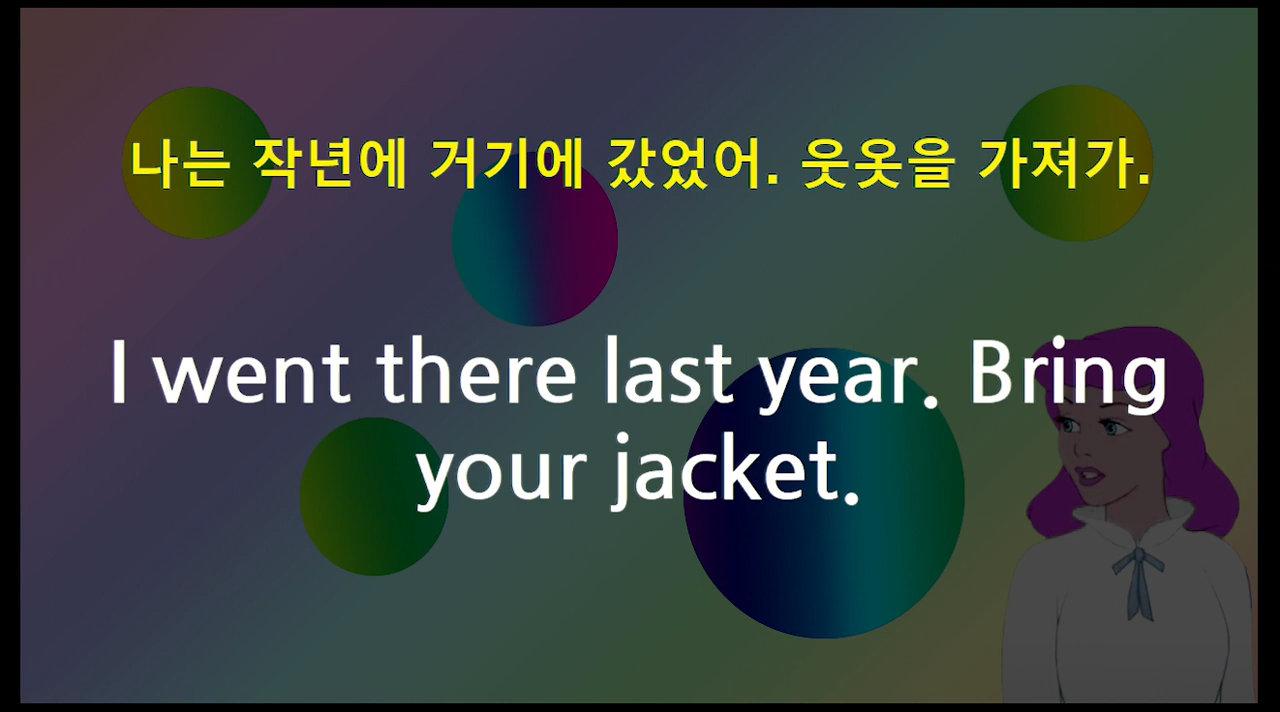 나는 작년에 거기에 갔었어. 웃옷을 가져가.
I went there last year. Bring
your jacket.